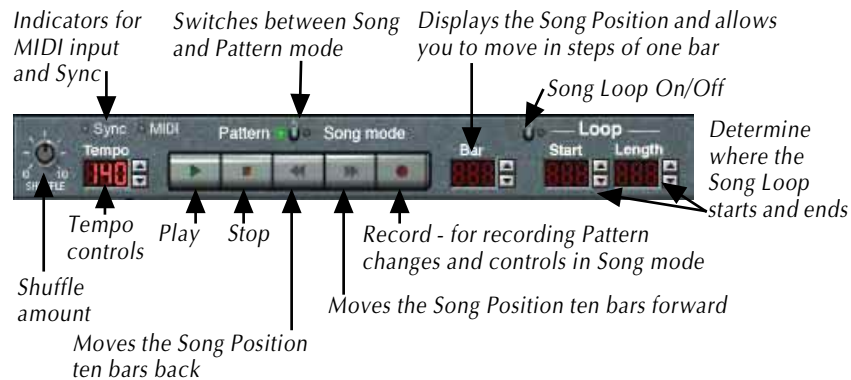 Indicators for
MIDI input
and Sync
Switches between Song
and Pattern mode
Displays the Song Position and allows
you to move in steps of one bar
Song Loop On/Off
Sync MIDI
Pattern Song mode
Loop
Tempo
Bar
Start Length
140
0 10
SHUFFLE
Determine
where the
Song Loop
starts and ends
Tempo
controls
Play
Stop
Record - for recording Pattern
changes and controls in Song mode
Shuffle
amount
Moves the Song Position ten bars forward
Moves the Song Position
ten bars back